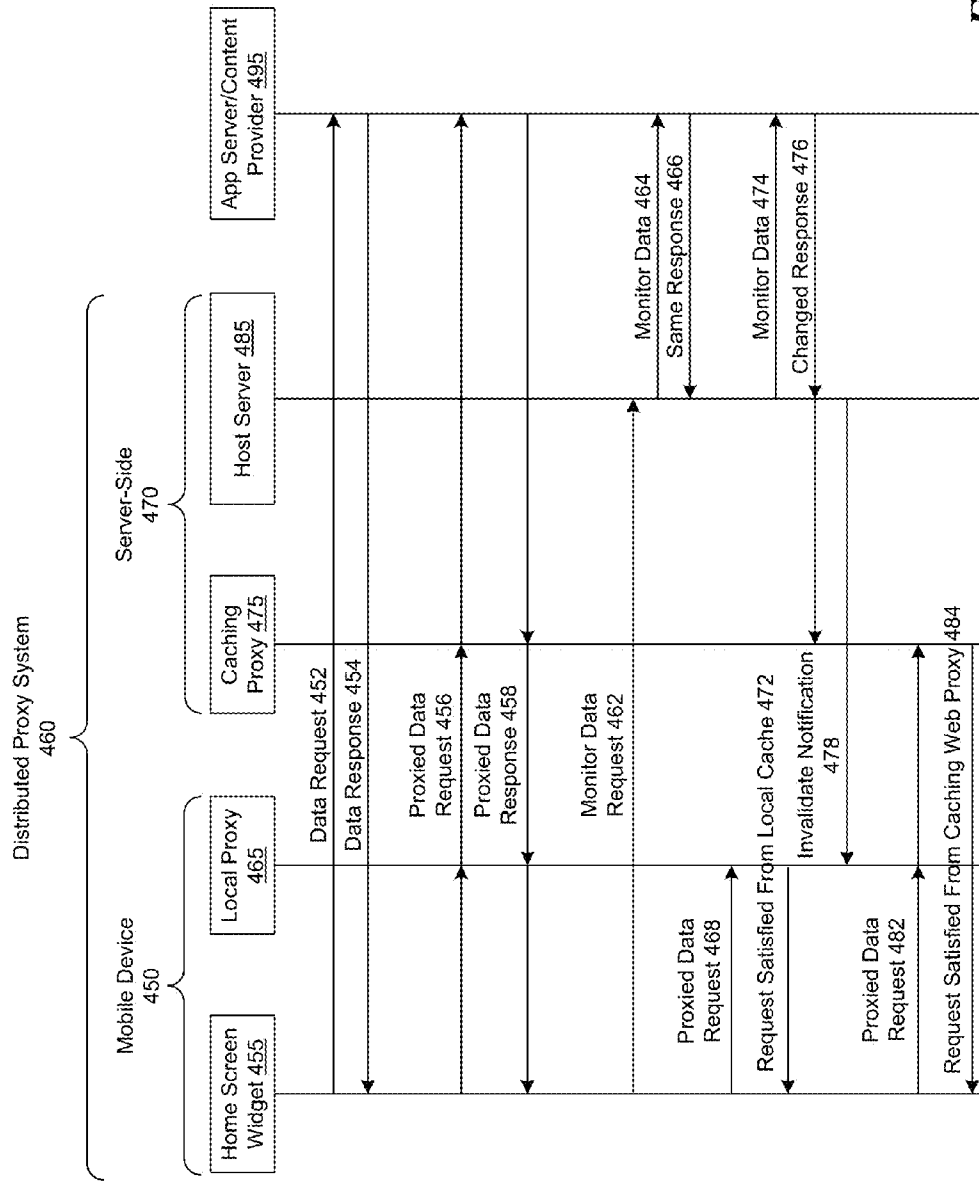 Distributed Proxy System
460
Mobile Device
450
Server-Side
470
Home Screen
Widget 455
Local Proxy
465
Caching
Proxy 475
Host Server 485
App Server/Content
Provider 495
Data Request 452
Data Response 454
Proxied Data
Request 456
Proxied Data
Response 458
Monitor Data
Request 462
Monitor Data 464
Same Response 466
Proxied Data
Request 468
Request Satisfied From Local Cache 472
Monitor Data 474
Changed Response 476
Invalidate Notification
478
Proxied Data
Request 482
Request Satisfied From Caching Web Proxy 484